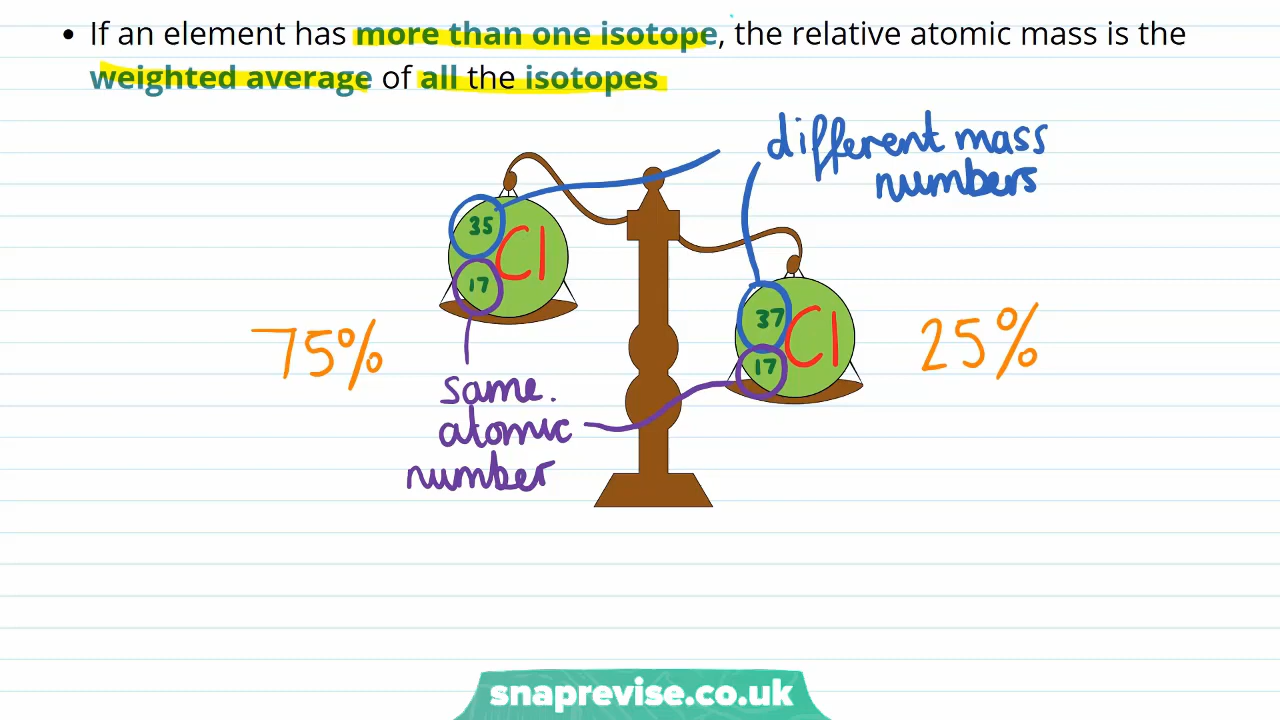 • If an element has more than one isotope, the relative atomic mass is the
weighted average of all the isotopes
different mass
numbers
35
Cl
17
37
Cl
17
75%
25%
same.
atomic
number
snaprevise.co.uk